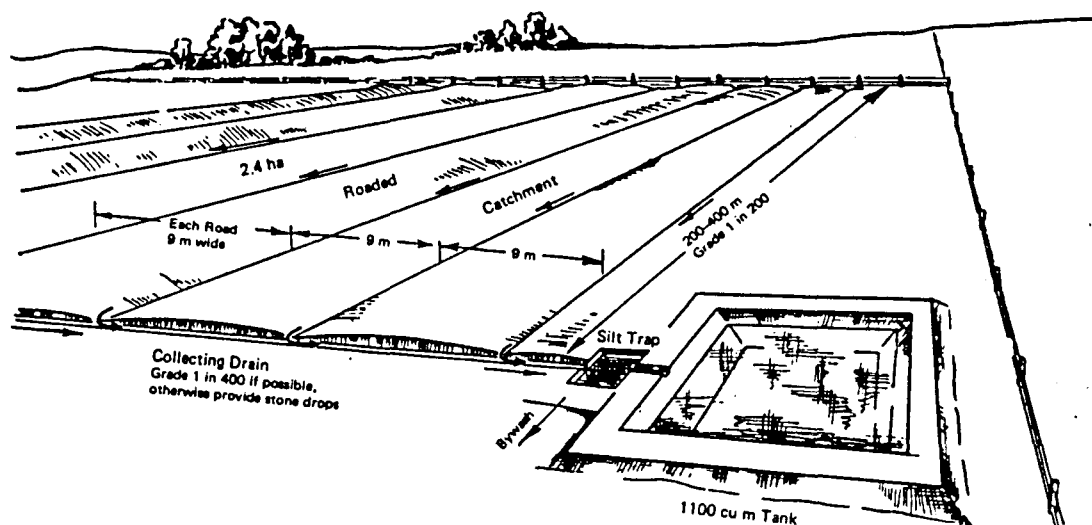 2.4 ha
Roaded
Catchment
Each Road
9 m wide
9 m
9 m
200-400 m
Grade 1 in 200
Silt Trap
Collecting Drain
Grade 1 in 400 if possible,
otherwise provide stone drops
Bywash
1100 cu m Tank